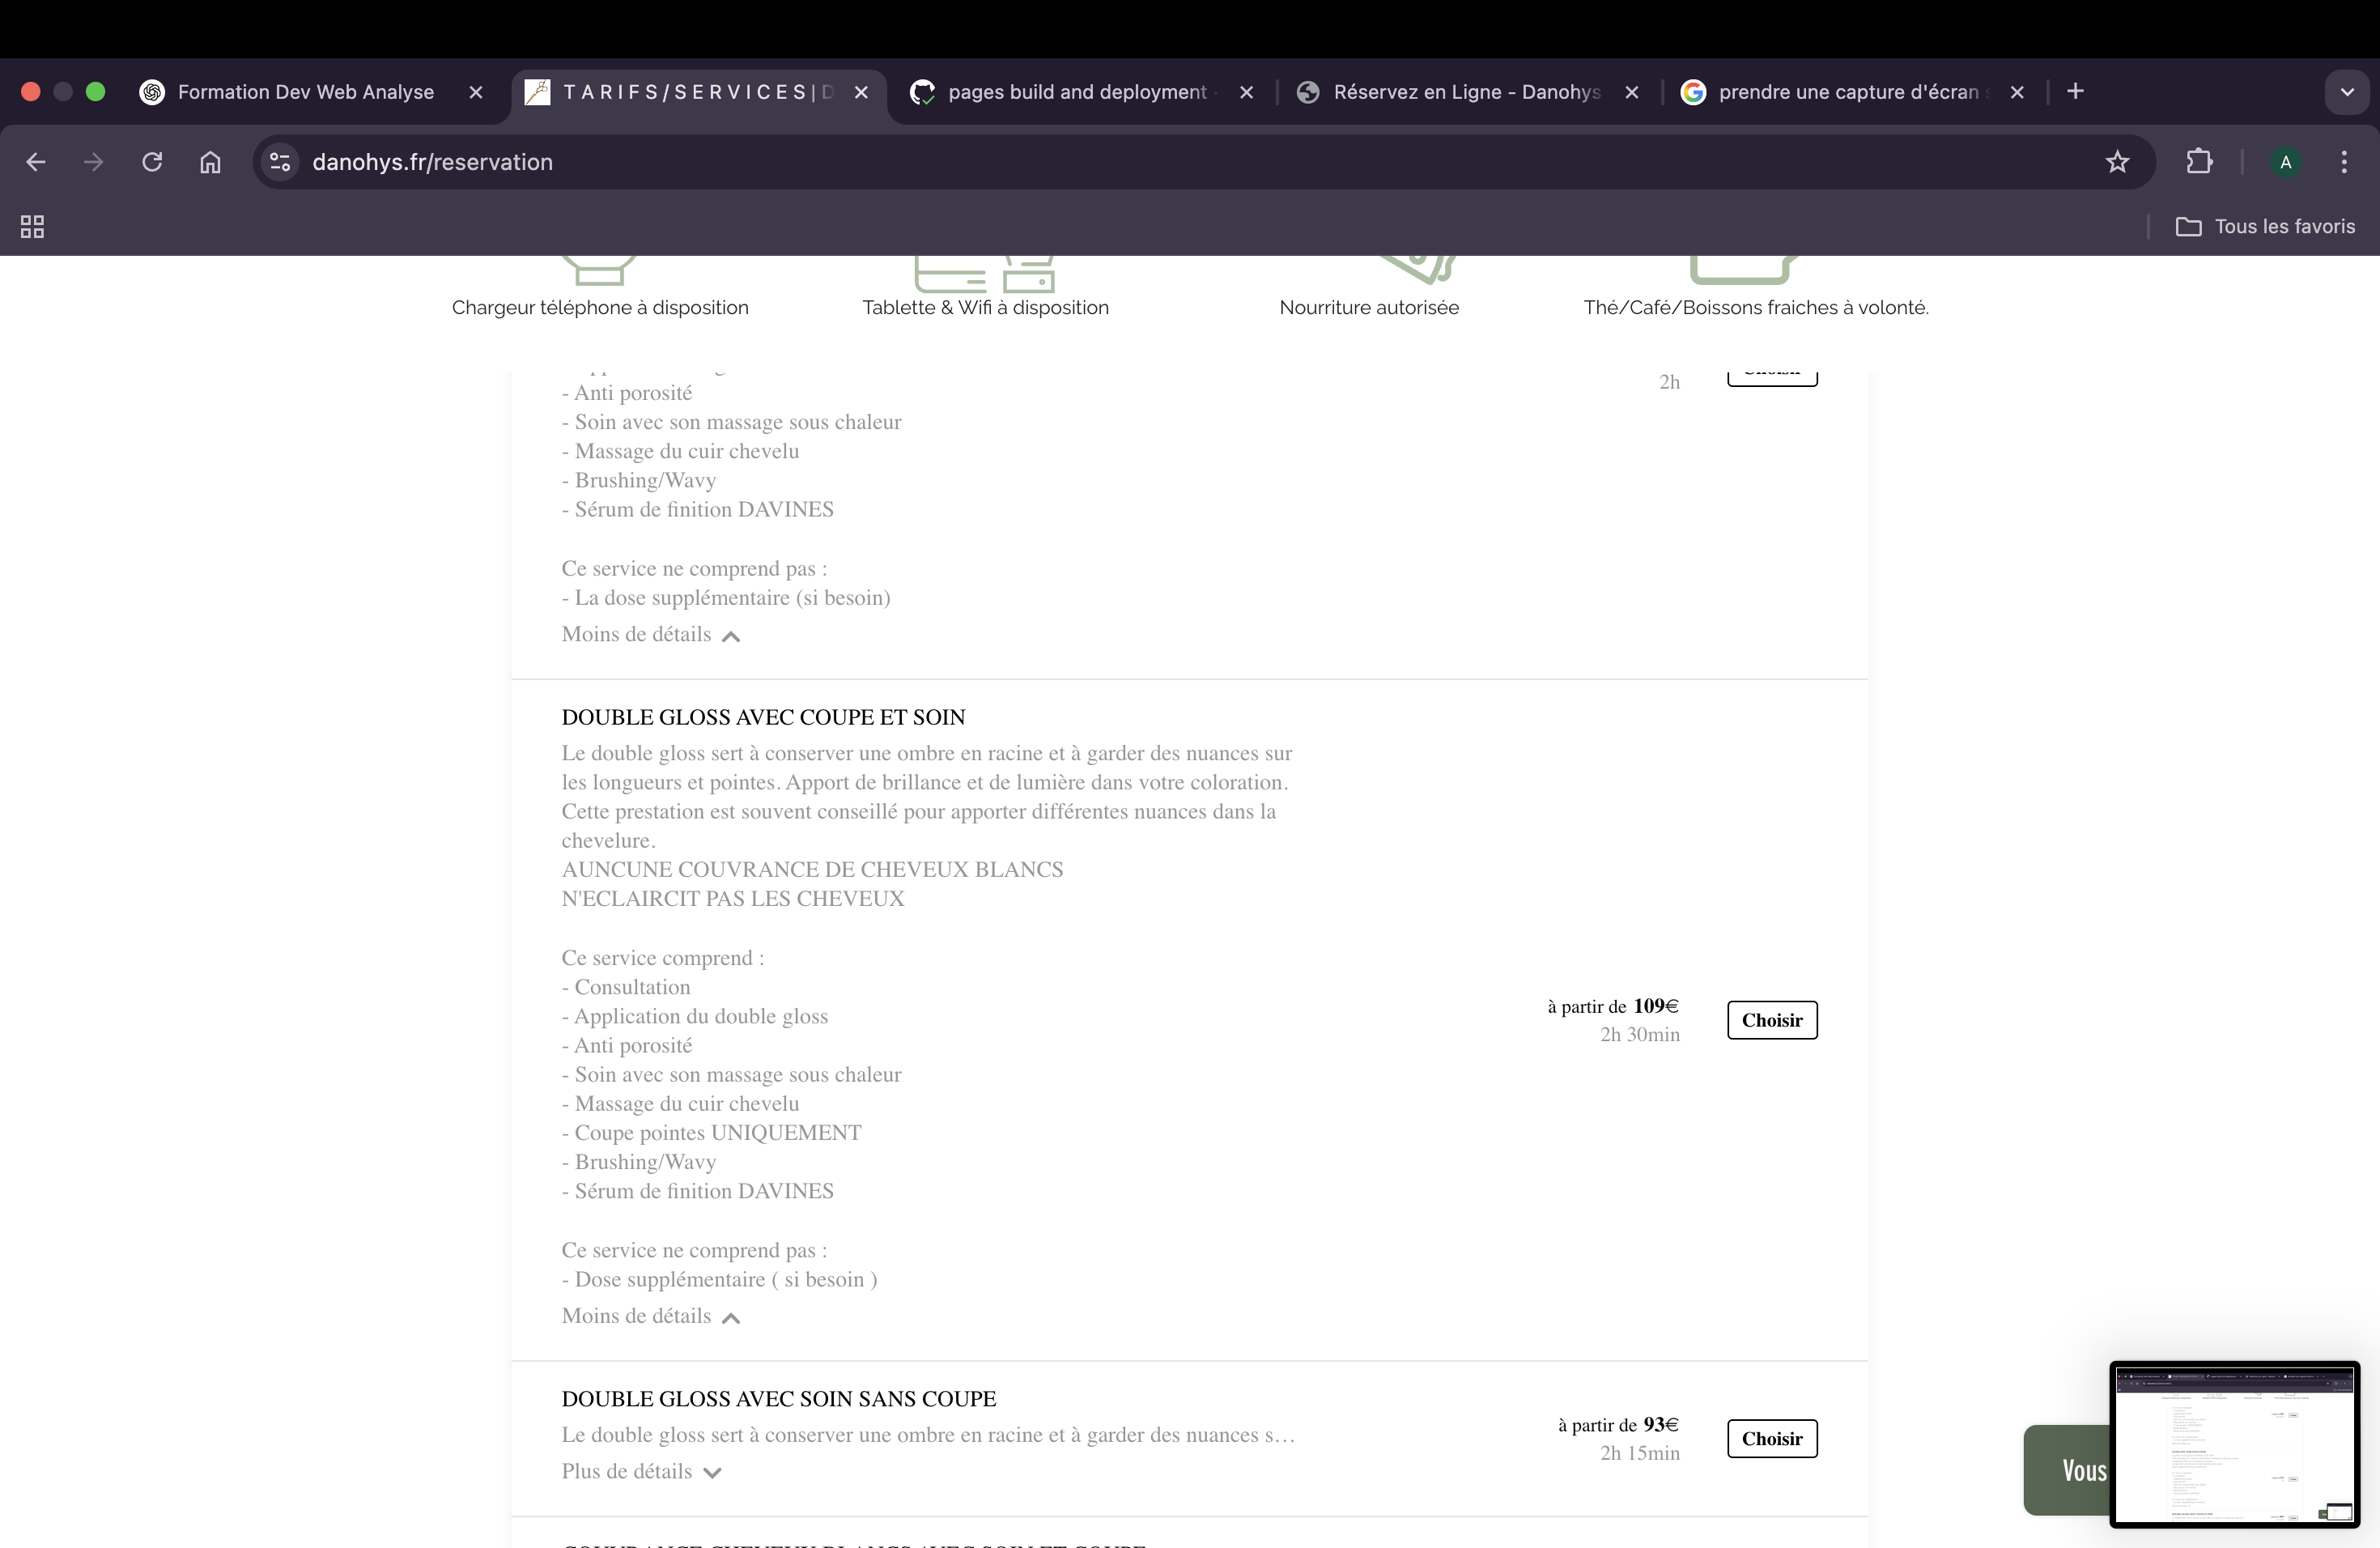 Formation Dev Web Analyse
T A R I F S / S E R V I C E S | D
pages build and deployment
Réservez en Ligne - Danohys
prendre une capture d'écran
danohys.fr/reservation
A
Tous les favoris
Chargeur téléphone à disposition
Tablette & Wifi à disposition
Nourriture autorisée
Thé/Café/Boissons fraiches à volonté.
- Anti porosité
2h
- Soin avec son massage sous chaleur
- Massage du cuir chevelu
- Brushing/Wavy
- Sérum de finition DAVINES
Ce service ne comprend pas :
- La dose supplémentaire (si besoin)
Moins de détails
DOUBLE GLOSS AVEC COUPE ET SOIN
Le double gloss sert à conserver une ombre en racine et à garder des nuances sur
les longueurs et pointes. Apport de brillance et de lumière dans votre coloration.
Cette prestation est souvent conseillé pour apporter différentes nuances dans la
chevelure.
AUNCUNE COUVRANCE DE CHEVEUX BLANCS
N'ECLAIRCIT PAS LES CHEVEUX
Ce service comprend :
- Consultation
- Application du double gloss
- Anti porosité
- Soin avec son massage sous chaleur
- Massage du cuir chevelu
- Coupe pointes UNIQUEMENT
- Brushing/Wavy
- Sérum de finition DAVINES
à partir de 109€
2h 30min
Choisir
Ce service ne comprend pas :
- Dose supplémentaire ( si besoin )
Moins de détails
DOUBLE GLOSS AVEC SOIN SANS COUPE
Le double gloss sert à conserver une ombre en racine et à garder des nuances s…
Plus de détails
à partir de 93€
2h 15min
Choisir
Vous
COUVRANCE CHEVEUX BLANCS AVEC SOIN ET COUPE